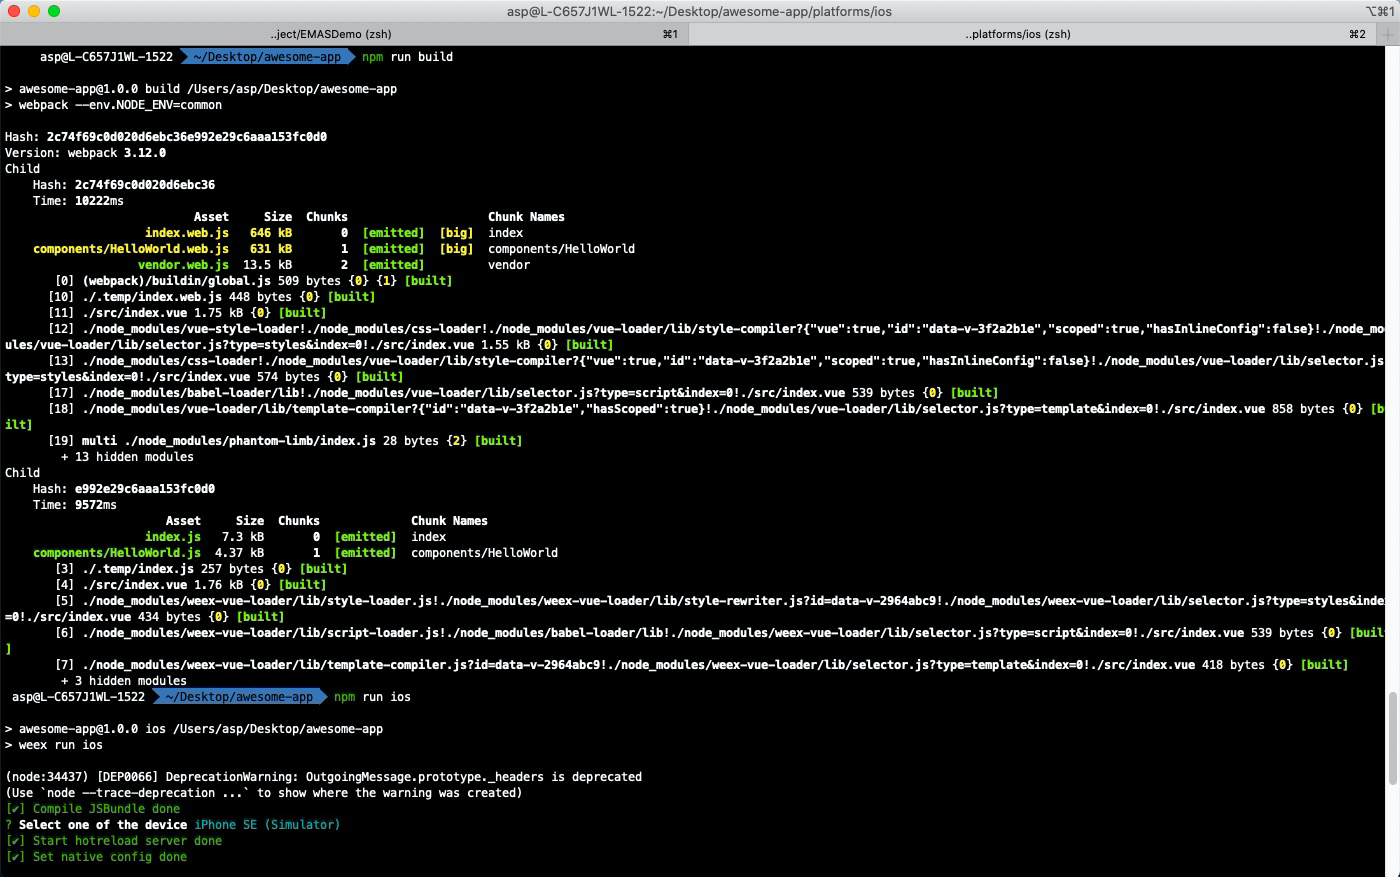 asp@L-C657J1WL-1522:~/Desktop/awesome-app/platforms/ios
⌥⌘1
..ject/EMASDemo (zsh) ⌘1 ..platforms/ios (zsh) ⌘2 +
asp@L-C657J1WL-1522 ~/Desktop/awesome-app npm run build
> awesome-app@1.0.0 build /Users/asp/Desktop/awesome-app
> webpack --env.NODE_ENV=common
Hash: 2c74f69c0d020d6ebc36e992e29c6aaa153fc0d0
Version: webpack 3.12.0
Child
Hash: 2c74f69c0d020d6ebc36
Time: 10222ms
Asset Size Chunks Chunk Names
index.web.js 646 kB 0 [emitted] [big] index
components/HelloWorld.web.js 631 kB 1 [emitted] [big] components/HelloWorld
vendor.web.js 13.5 kB 2 [emitted] vendor
[0] (webpack)/buildin/global.js 509 bytes {0} {1} [built]
[10] ./.temp/index.web.js 448 bytes {0} [built]
[11] ./src/index.vue 1.75 kB {0} [built]
[12] ./node_modules/vue-style-loader!./node_modules/css-loader!./node_modules/vue-loader/lib/style-compiler?{"vue":true,"id":"data-v-3f2a2b1e","scoped":true,"hasInlineConfig":false}!./node_mo
ules/vue-loader/lib/selector.js?type=styles&index=0!./src/index.vue 1.55 kB {0} [built]
[13] ./node_modules/css-loader!./node_modules/vue-loader/lib/style-compiler?{"vue":true,"id":"data-v-3f2a2b1e","scoped":true,"hasInlineConfig":false}!./node_modules/vue-loader/lib/selector.js
type=styles&index=0!./src/index.vue 574 bytes {0} [built]
[17] ./node_modules/babel-loader/lib!./node_modules/vue-loader/lib/selector.js?type=script&index=0!./src/index.vue 539 bytes {0} [built]
[18] ./node_modules/vue-loader/lib/template-compiler?{"id":"data-v-3f2a2b1e","hasScoped":true}!./node_modules/vue-loader/lib/selector.js?type=template&index=0!./src/index.vue 858 bytes {0} [b
ilt]
[19] multi ./node_modules/phantom-limb/index.js 28 bytes {2} [built]
+ 13 hidden modules
Child
Hash: e992e29c6aaa153fc0d0
Time: 9572ms
Asset Size Chunks Chunk Names
index.js 7.3 kB 0 [emitted] index
components/HelloWorld.js 4.37 kB 1 [emitted] components/HelloWorld
[3] ./.temp/index.js 257 bytes {0} [built]
[4] ./src/index.vue 1.76 kB {0} [built]
[5] ./node_modules/weex-vue-loader/lib/style-loader.js!./node_modules/weex-vue-loader/lib/style-rewriter.js?id=data-v-2964abc9!./node_modules/weex-vue-loader/lib/selector.js?type=styles&inde
=0!./src/index.vue 434 bytes {0} [built]
[6] ./node_modules/weex-vue-loader/lib/script-loader.js!./node_modules/babel-loader/lib!./node_modules/weex-vue-loader/lib/selector.js?type=script&index=0!./src/index.vue 539 bytes {0} [buil
]
[7] ./node_modules/weex-vue-loader/lib/template-compiler.js?id=data-v-2964abc9!./node_modules/weex-vue-loader/lib/selector.js?type=template&index=0!./src/index.vue 418 bytes {0} [built]
+ 3 hidden modules
asp@L-C657J1WL-1522 ~/Desktop/awesome-app npm run ios
> awesome-app@1.0.0 ios /Users/asp/Desktop/awesome-app
> weex run ios
(node:34437) [DEP0066] DeprecationWarning: OutgoingMessage.prototype._headers is deprecated
(Use `node --trace-deprecation ...` to show where the warning was created)
[✔] Compile JSBundle done
? Select one of the device iPhone SE (Simulator)
[✔] Start hotreload server done
[✔] Set native config done